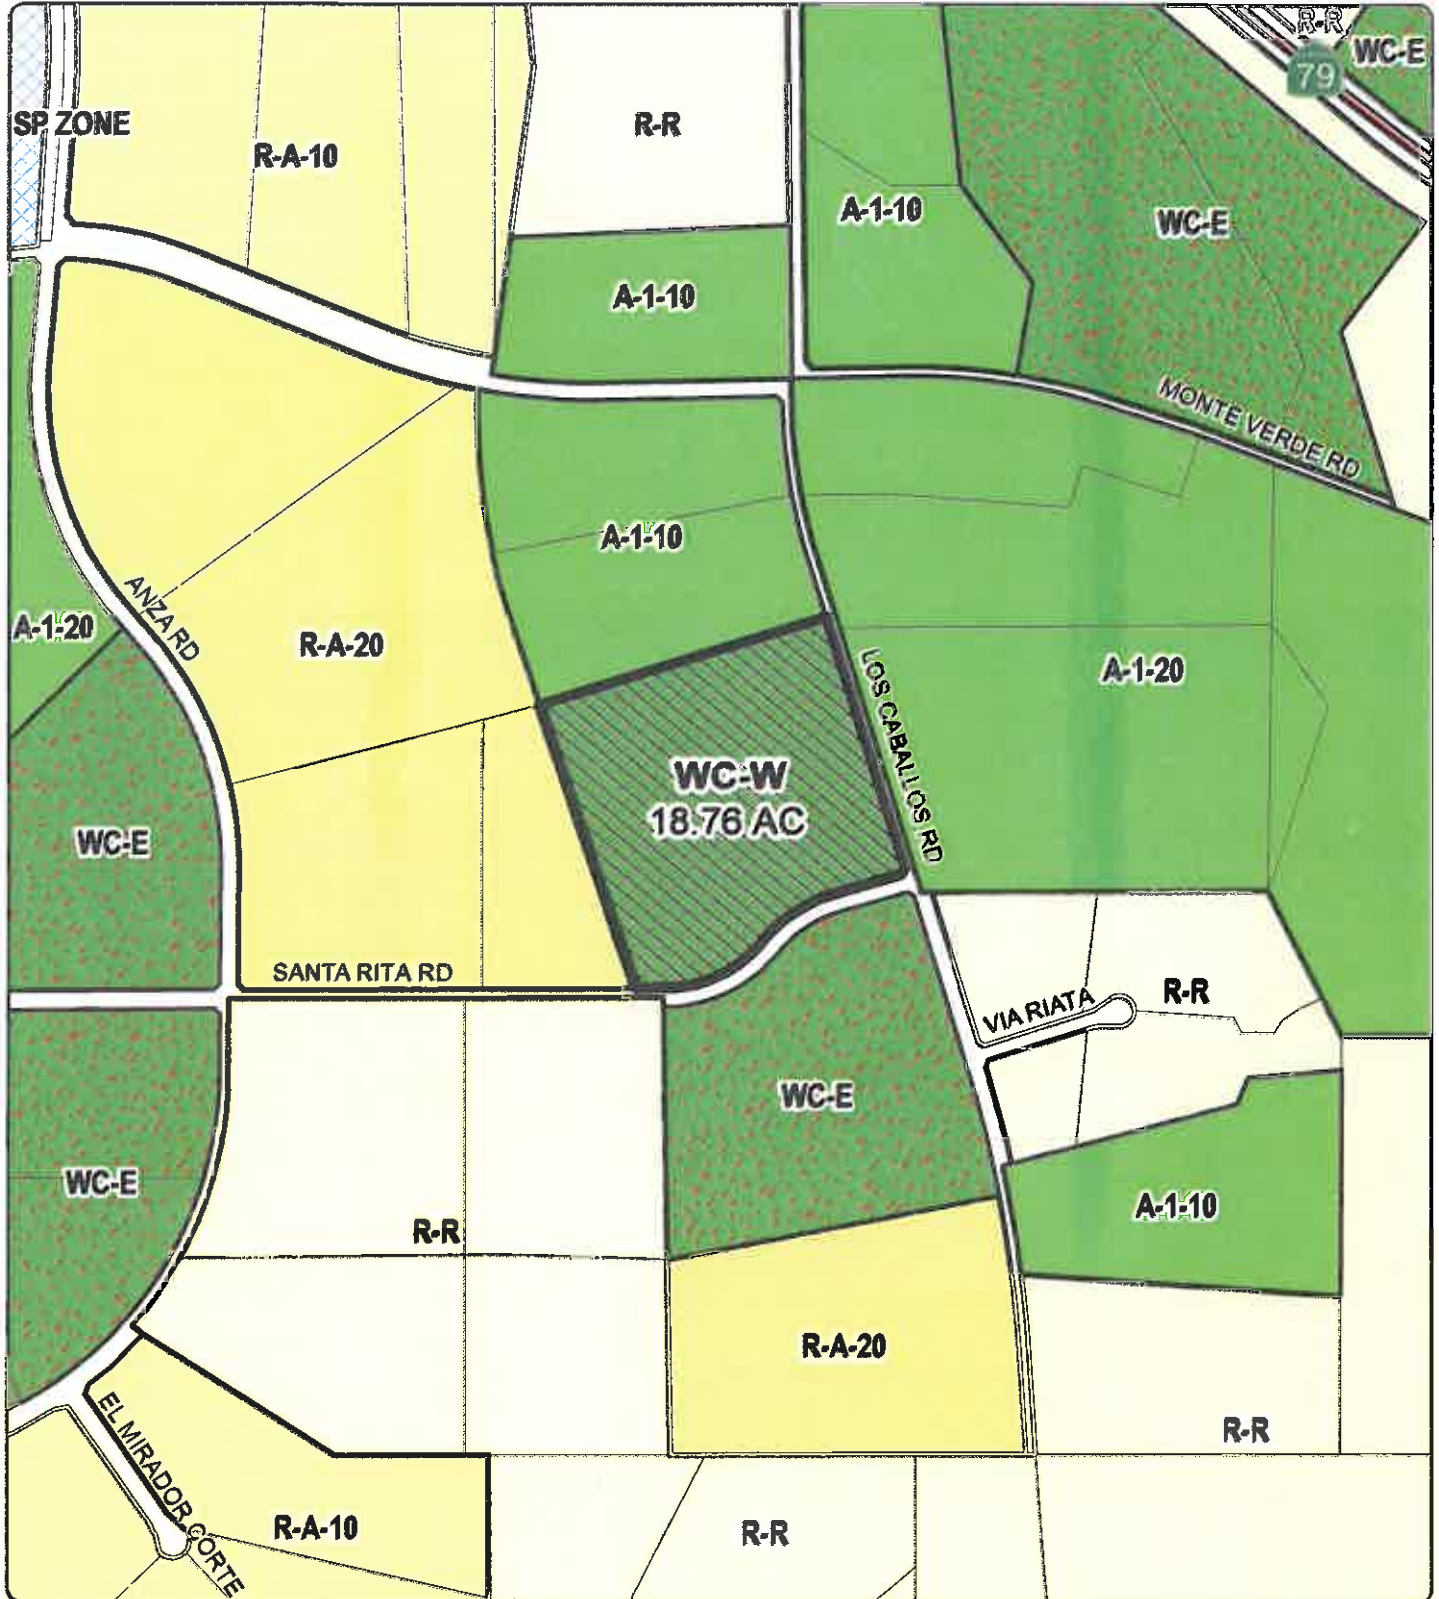 R-R
WC-E
79
SP ZONE
R-A-10
R-R
A-1-10
WC-E
A-1-10
MONTE VERDE RD
A-1-10
ANZA RD
A-1-20
R-A-20
LOS CABALLOS RD
A-1-20
WC-W
18.76 AC
WC-E
SANTA RITA RD
VIA RIATA
R-R
WC-E
WC-E
A-1-10
R-R
R-A-20
EL MIRADOR CORTE
R-R
R-A-10
R-R